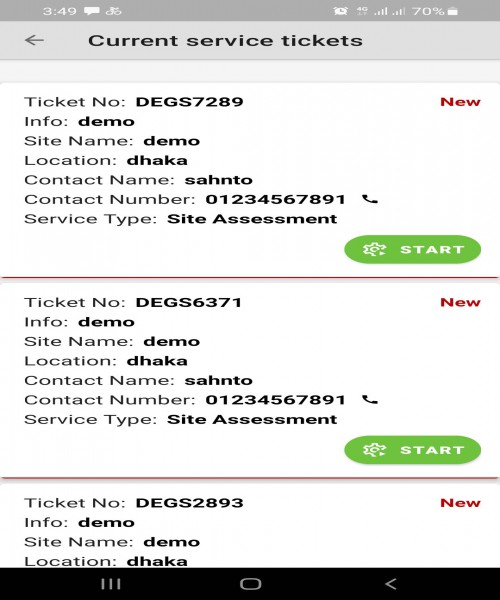 3:49 70%
Current service tickets
Ticket No: DEGS7289 New
Info: demo
Site Name: demo
Location: dhaka
Contact Name: sahnto
Contact Number: 01234567891
Service Type: Site Assessment
START
Ticket No: DEGS6371 New
Info: demo
Site Name: demo
Location: dhaka
Contact Name: sahnto
Contact Number: 01234567891
Service Type: Site Assessment
START
Ticket No: DEGS2893 New
Info: demo
Site Name: demo
Location: dhaka